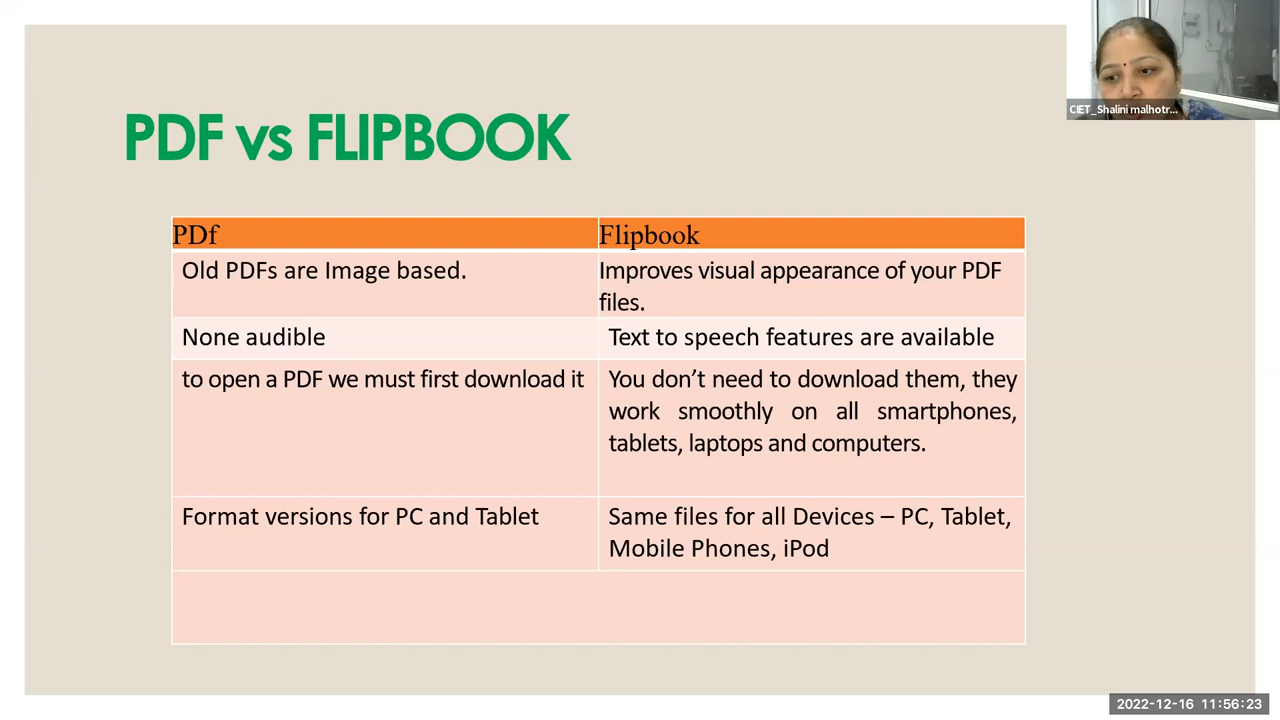 PDF vs FLIPBOOK
CIET_Shalini malhotr...
PDf
Flipbook
Old PDFs are Image based.
Improves visual appearance of your PDF
files.
None audible
Text to speech features are available
to open a PDF we must first download it
You don’t need to download them, they
work smoothly on all smartphones,
tablets, laptops and computers.
Format versions for PC and Tablet
Same files for all Devices – PC, Tablet,
Mobile Phones, iPod
2022-12-16 11:56:23